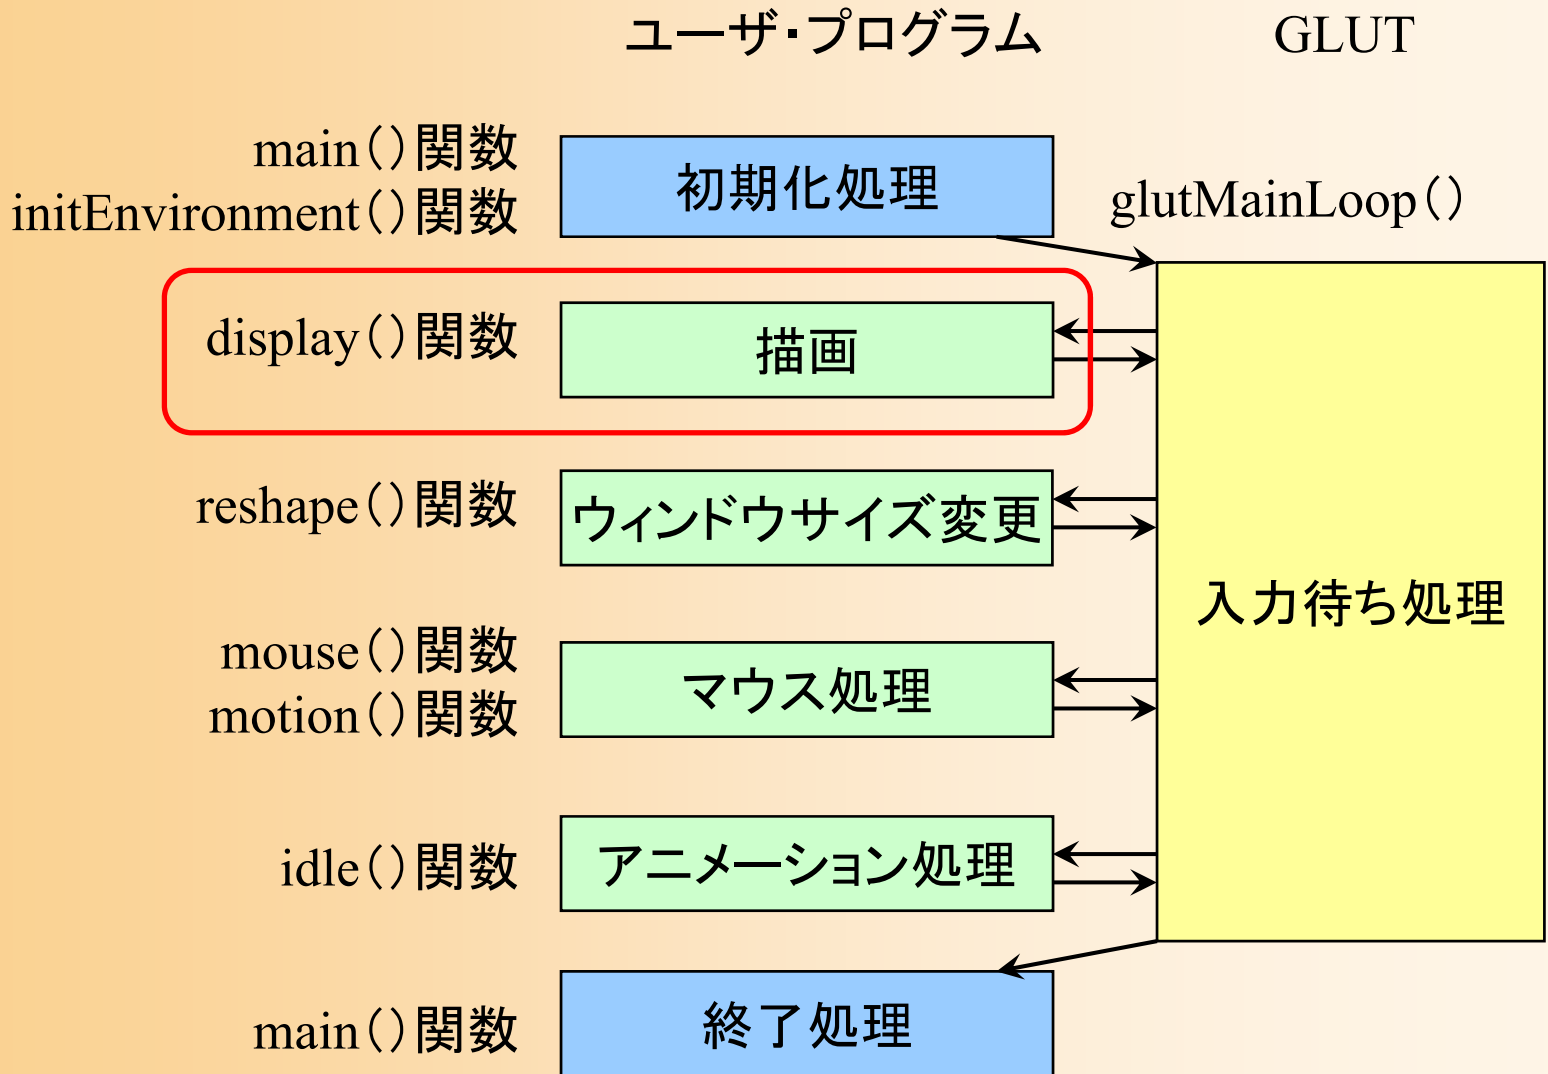 ユーザ・プログラム
GLUT
main()関数
initEnvironment()関数
初期化処理
glutMainLoop()
display()関数
描画
reshape()関数
ウィンドウサイズ変更
入力待ち処理
mouse()関数
motion()関数
マウス処理
idle()関数
アニメーション処理
main()関数
終了処理